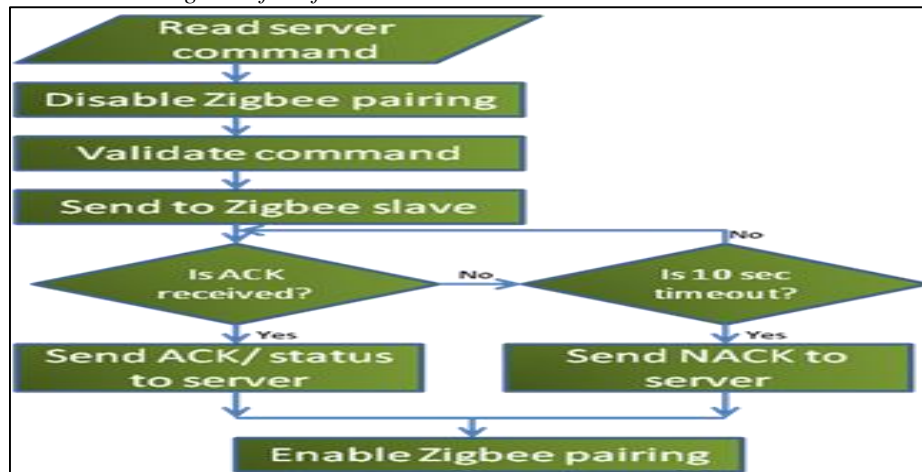 Read server
command
Disable Zigbee pairing
Validate command
Send to Zigbee slave
No
Is ACK
received?
No
Is 10 sec
timeout?
Yes
Yes
Send ACK/ status
to server
Send NACK to
server
Enable Zigbee pairing